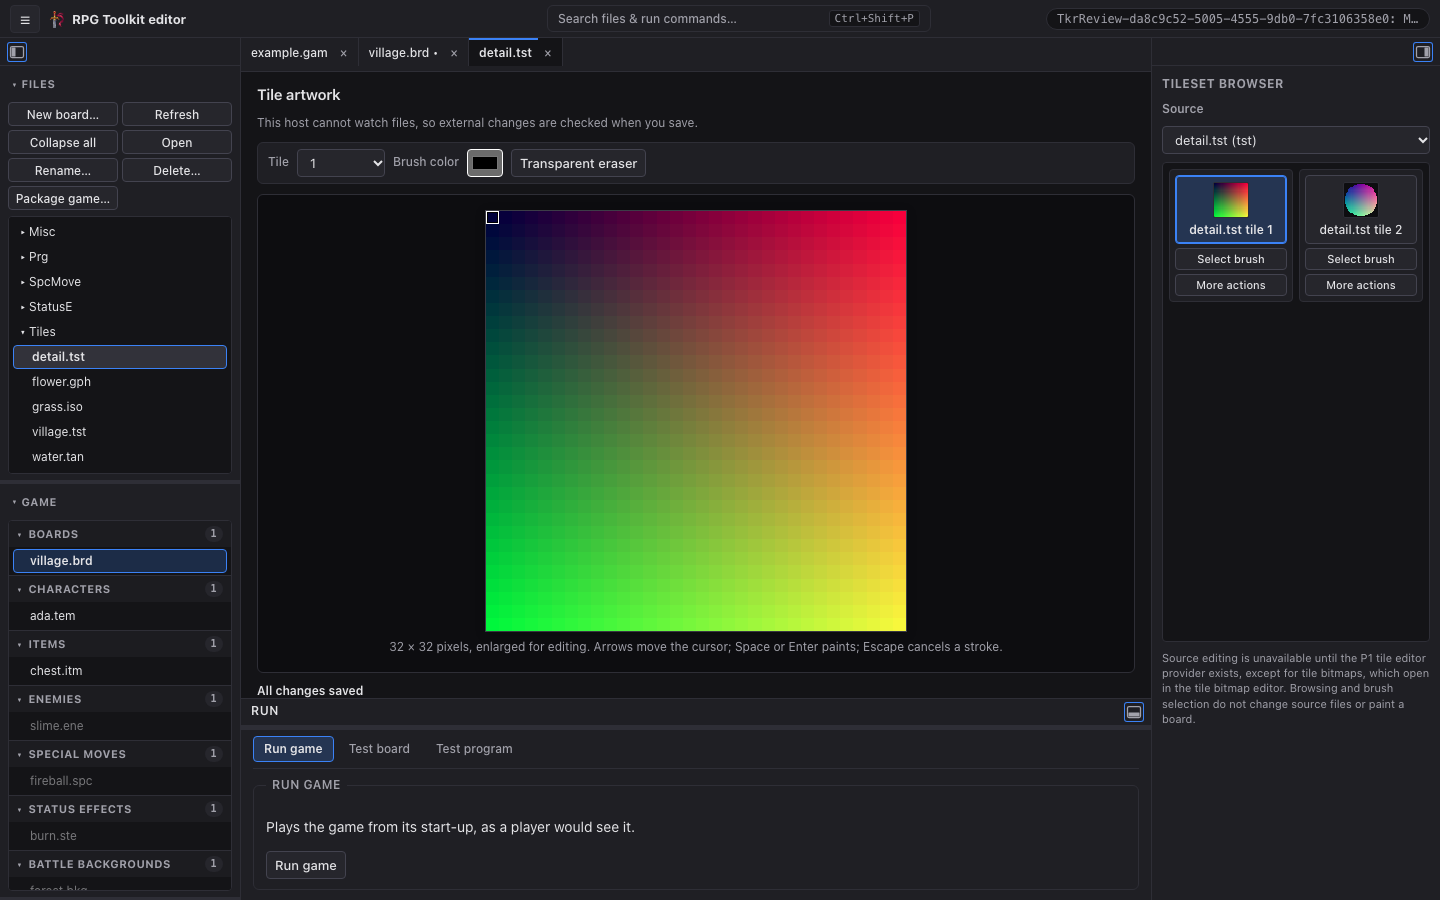 RPG Toolkit editor
Search files & run commands...
Ctrl+Shift+P
TkrReview-da8c9c52-5005-4555-9db0-7fc3106358e0: M…
FILES
New board...
Refresh
Collapse all
Open
Rename...
Delete...
Package game...
Misc
Prg
SpcMove
StatusE
Tiles
detail.tst
flower.gph
grass.iso
village.tst
water.tan
GAME
BOARDS 1
village.brd
CHARACTERS 1
ada.tem
ITEMS 1
chest.itm
ENEMIES 1
slime.ene
SPECIAL MOVES 1
fireball.spc
STATUS EFFECTS 1
burn.ste
BATTLE BACKGROUNDS 1
forest.bkg
example.gam ×
village.brd • ×
detail.tst ×
Tile artwork
This host cannot watch files, so external changes are checked when you save.
Tile
1
Brush color
Transparent eraser
32 × 32 pixels, enlarged for editing. Arrows move the cursor; Space or Enter paints; Escape cancels a stroke.
All changes saved
RUN
Run game
Test board
Test program
RUN GAME
Plays the game from its start-up, as a player would see it.
Run game
TILESET BROWSER
Source
detail.tst (tst)
detail.tst tile 1
Select brush
More actions
detail.tst tile 2
Select brush
More actions
Source editing is unavailable until the P1 tile editor
provider exists, except for tile bitmaps, which open
in the tile bitmap editor. Browsing and brush
selection do not change source files or paint a
board.